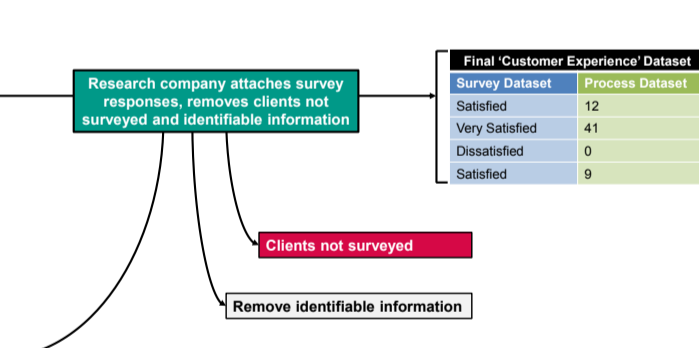 Research company attaches survey
responses, removes clients not
surveyed and identifiable information
Final ‘Customer Experience’ Dataset
Survey Dataset Process Dataset
Satisfied 12
Very Satisfied 41
Dissatisfied 0
Satisfied 9
Clients not surveyed
Remove identifiable information